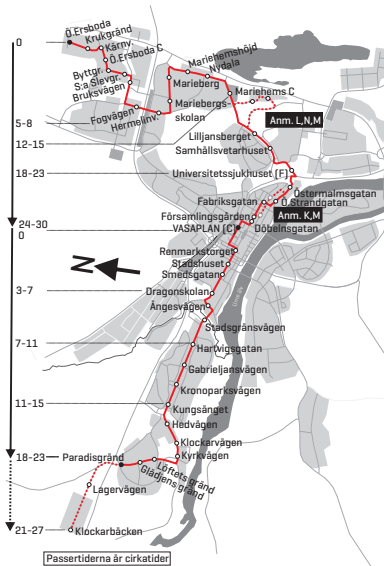 0
Ö.Ersboda
Krukgränd
Kärnv.
Ö.Ersboda C
Byttgr.
S:a Slevgr.
Bruksvägen
Fogvägen
Hermelinv.
Mariehemshöjd
Nydala
Marieberg
Mariebergs-
skolan
Mariehems C
Anm. L,N,M
5-8
Lilljansberget
12-15
Samhällsvetarhuset
18-23
Universitetssjukhuset (F)
Östermalmsgatan
Fabriksgatan
Ö.Strandgatan
Anm. K,M
Församlingsgården
24-30
VASAPLAN (C)
Döbelnsgatan
0
Renmarkstorget
Stadshuset
Smedsgatan
N
Ume älv
3-7
Dragonskolan
Ångesvägen
Stadsgränsvägen
7-11
Hartvigsgatan
Gabrieljansvägen
Kronoparksvägen
11-15
Kungsänget
Hedvägen
Klockarvägen
18-23
Paradisgränd
Kyrkvägen
Löftets gränd
Glädjens gränd
Lagervägen
21-27
Klockarbäcken
Passertiderna är cirkatider